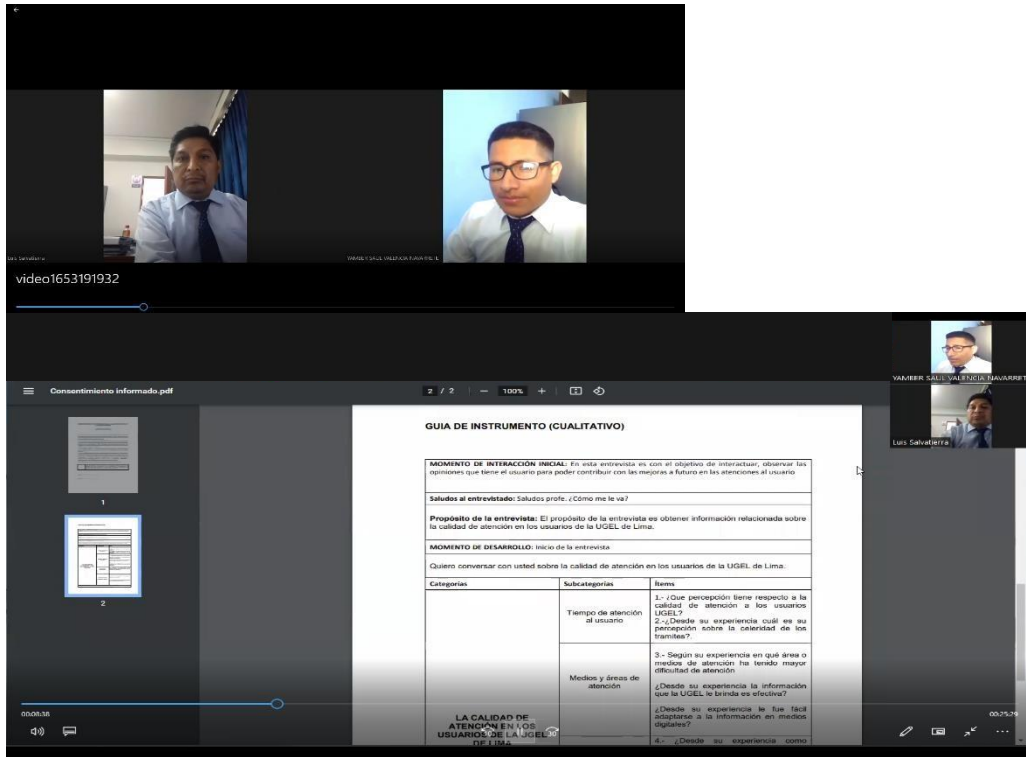 Luis Salvatierra
YAMBER SAUL VALENCIA NAVARRETE
video1653191932
YAMBER SAUL VALENCIA NAVARRET
Luis Salvatierra
Consentimiento informado.pdf
2 / 2
100%
1
2
GUIA DE INSTRUMENTO (CUALITATIVO)
MOMENTO DE INTERACCIÓN INICIAL: En esta entrevista es con el objetivo de interactuar, observar las
opiniones que tiene el usuario para poder contribuir con las mejoras a futuro en las atenciones al usuario
Saludos al entrevistado: Saludos profe. ¿Cómo me le va?
Propósito de la entrevista: El propósito de la entrevista es obtener información relacionada sobre
la calidad de atención en los usuarios de la UGEL de Lima.
MOMENTO DE DESARROLLO: Inicio de la entrevista
Quiero conversar con usted sobre la calidad de atención en los usuarios de la UGEL de Lima.
Categorías
Subcategorías
Ítems
Tiempo de atención
al usuario
1.- ¿Que percepción tiene respecto a la
calidad de atención a los usuarios
UGEL?
2.-¿Desde su experiencia cuál es su
percepción sobre la celeridad de los
tramites?.
Medios y áreas de
atención
3.- Según su experiencia en qué área o
medios de atención ha tenido mayor
dificultad de atención
¿Desde su experiencia la información
que la UGEL le brinda es efectiva?
¿Desde su experiencia le fue fácil
adaptarse a la información en medios
digitales?
4.- ¿Desde su experiencia como
LA CALIDAD DE
ATENCIÓN EN LOS
USUARIOS DE LA UGEL
DE LIMA
00:08:36
00:25:29